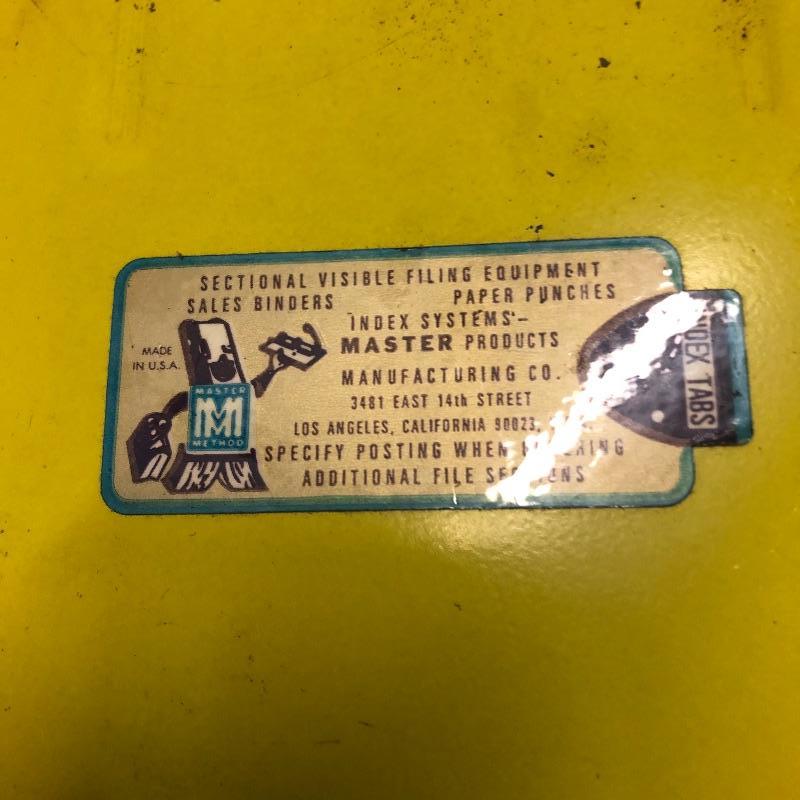 SECTIONAL VISIBLE FILING EQUIPMENT
SALES BINDERS PAPER PUNCHES
INDEX SYSTEMS-
MADE
IN U.S.A.
MASTER PRODUCTS
MANUFACTURING CO.
3481 EAST 14th STREET
LOS ANGELES, CALIFORNIA 90023,
SPECIFY POSTING WHEN
ADDITIONAL FILE
MASTER
MM
METHOD
INDEX TABS